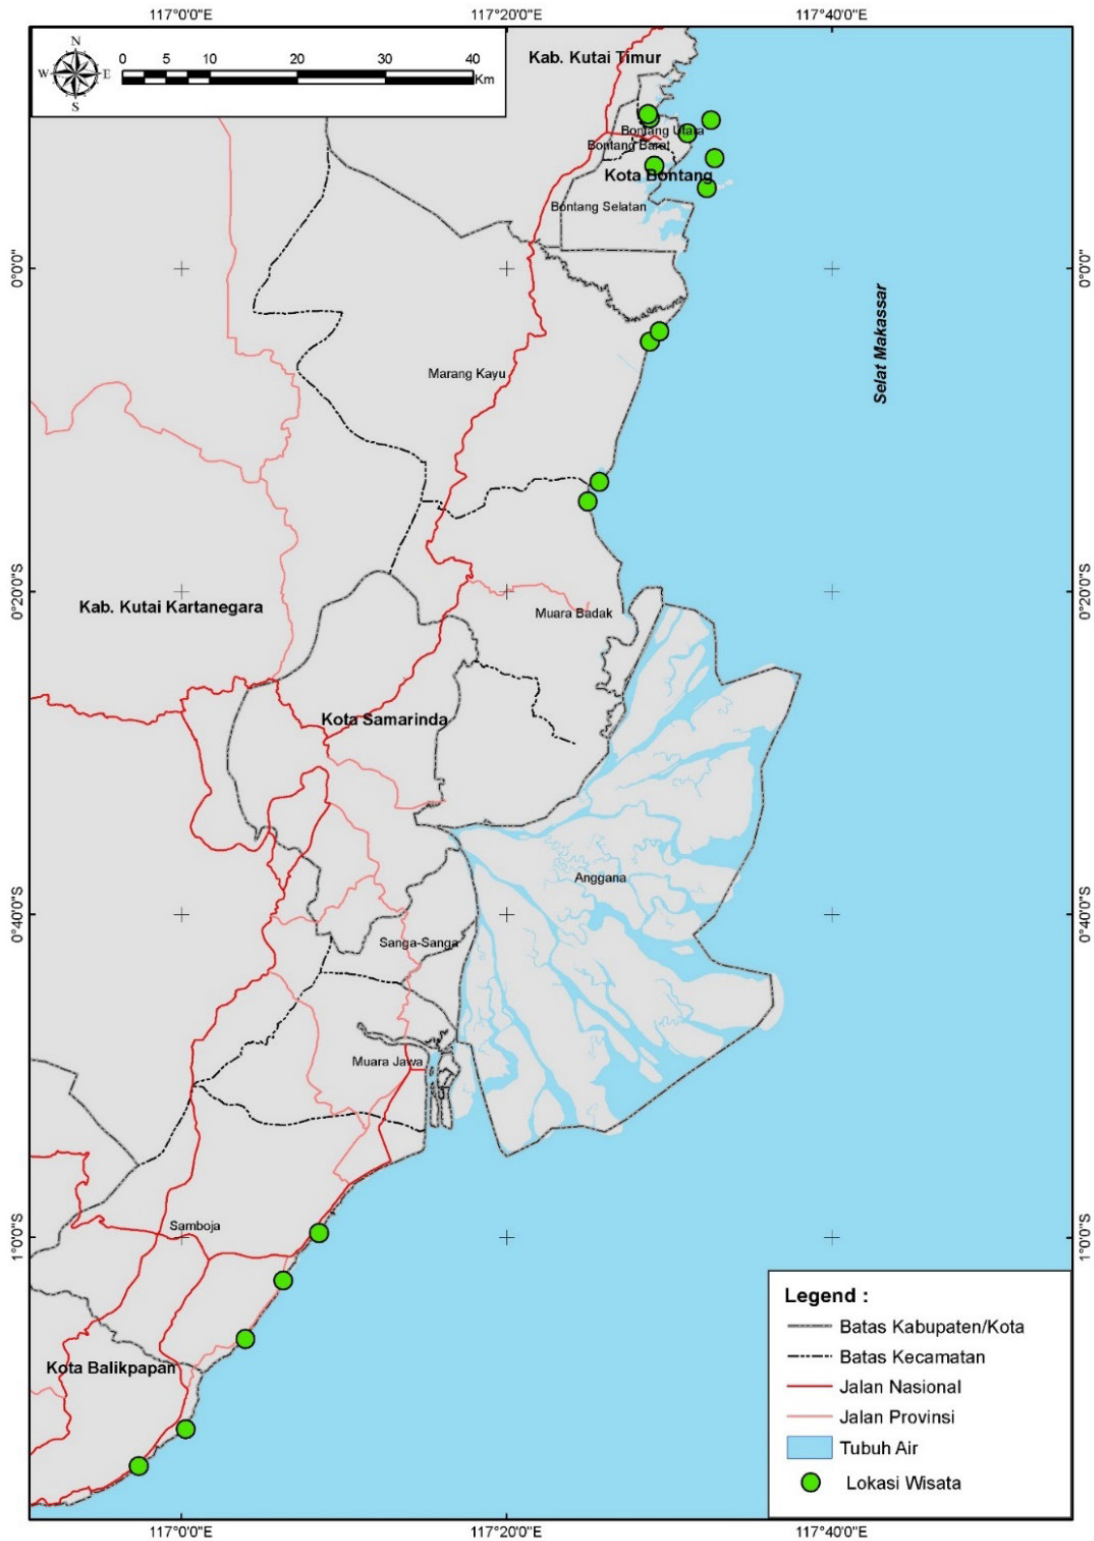 117°0'0"E 117°20'0"E 117°40'0"E
N
W E
S
0 5 10 20 30 40
Km
Kab. Kutai Timur
Bontang Utara
Bontang Barat
Kota Bontang
Bontang Selatan
0°0'0" 0°0'0"
Selat Makassar
Marang Kayu
0°20'0"S 0°20'0"S
Kab. Kutai Kartanegara
Muara Badak
Kota Samarinda
Anggana
0°40'0"S 0°40'0"S
Sanga-Sanga
Muara Jawa
Samboja
1°0'0"S 1°0'0"S
Kota Balikpapan
Legend :
Batas Kabupaten/Kota
Batas Kecamatan
Jalan Nasional
Jalan Provinsi
Tubuh Air
Lokasi Wisata
117°0'0"E 117°20'0"E 117°40'0"E